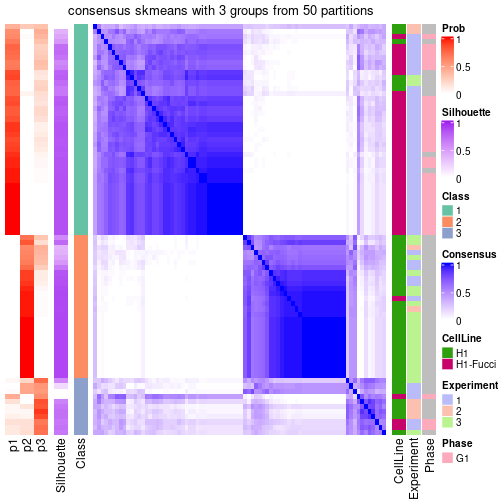 consensus skmeans with 3 groups from 50 partitions
Prob
1
0.5
0
Silhouette
1
0.5
0
Class
1
2
3
Consensus
1
0.5
0
CellLine
H1
H1-Fucci
Experiment
1
2
3
Phase
G1
p1
p2
p3
Silhouette
Class
CellLine
Experiment
Phase